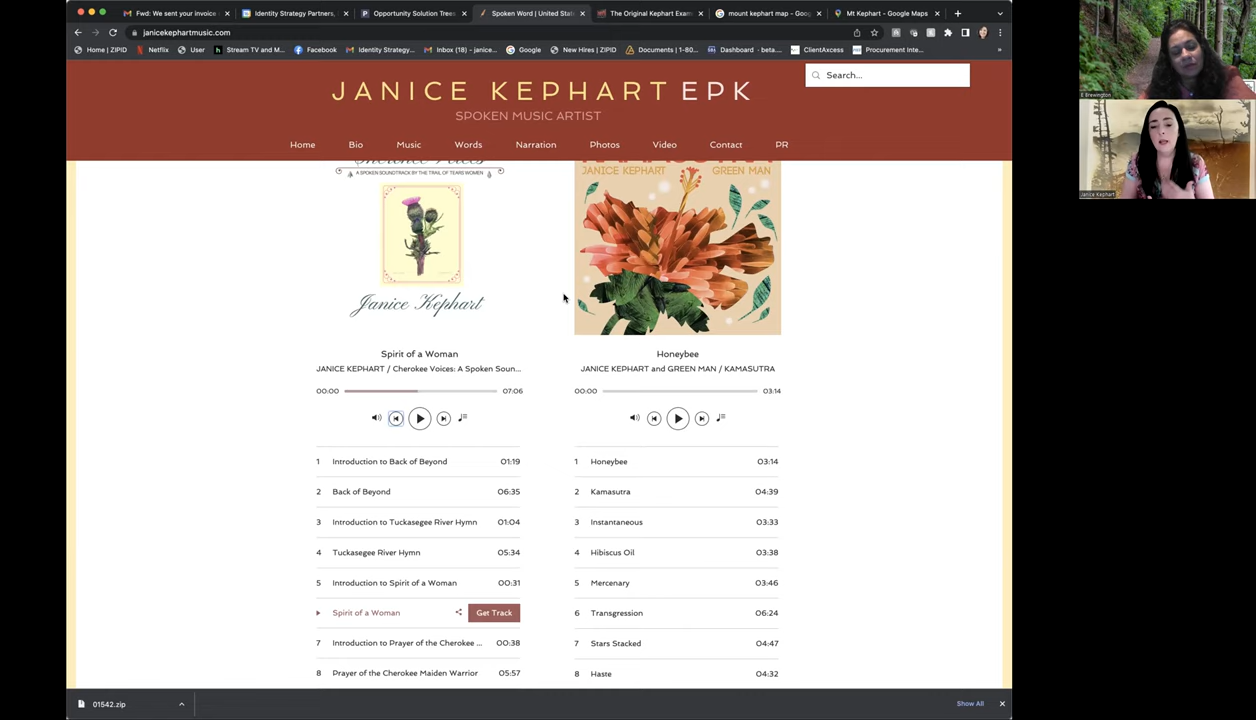 Fwd: We sent your invoice
Identity Strategy Partners,
Opportunity Solution Trees
Spoken Word | United Stat
The Original Kephart Exam
mount kephart map - Goog
Mt Kephart - Google Maps
janicekephartmusic.com
Home | ZIPID
Netflix
User
Stream TV and M...
Facebook
Identity Strategy...
Inbox (18) - janice...
Google
New Hires | ZIPID
Documents | 1-80...
Dashboard - beta....
ClientAxcess
Procurement Inte...
»
JANICE KEPHART EPK
SPOKEN MUSIC ARTIST
Search...
Home
Bio
Music
Words
Narration
Photos
Video
Contact
PR
A SPOKEN SOUNDTRACK BY THE TRAIL OF TEARS WOMEN
Janice Kephart
KAMASUTRA
JANICE KEPHART
GREEN MAN
Spirit of a Woman
JANICE KEPHART / Cherokee Voices: A Spoken Soun...
00:00
07:06
Honeybee
JANICE KEPHART and GREEN MAN / KAMASUTRA
00:00
03:14
1 Introduction to Back of Beyond 01:19
2 Back of Beyond 06:35
3 Introduction to Tuckasegee River Hymn 01:04
4 Tuckasegee River Hymn 05:34
5 Introduction to Spirit of a Woman 00:31
Spirit of a Woman Get Track
7 Introduction to Prayer of the Cherokee ... 00:38
8 Prayer of the Cherokee Maiden Warrior 05:57
1 Honeybee 03:14
2 Kamasutra 04:39
3 Instantaneous 03:33
4 Hibiscus Oil 03:38
5 Mercenary 03:46
6 Transgression 06:24
7 Stars Stacked 04:47
8 Haste 04:32
01542.zip
Show All
E Brewington
Janice Kephart